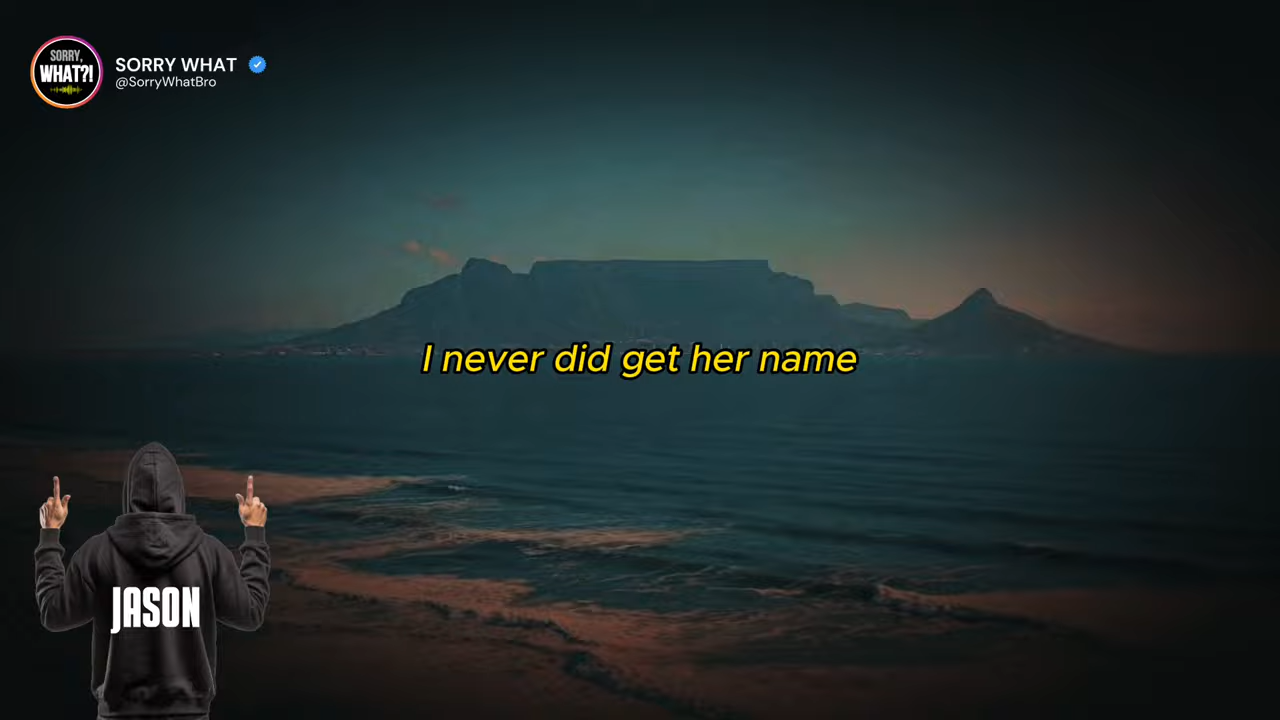 SORRY,
WHAT?!
SORRY WHAT
@SorryWhatBro
I never did get her name
JASON